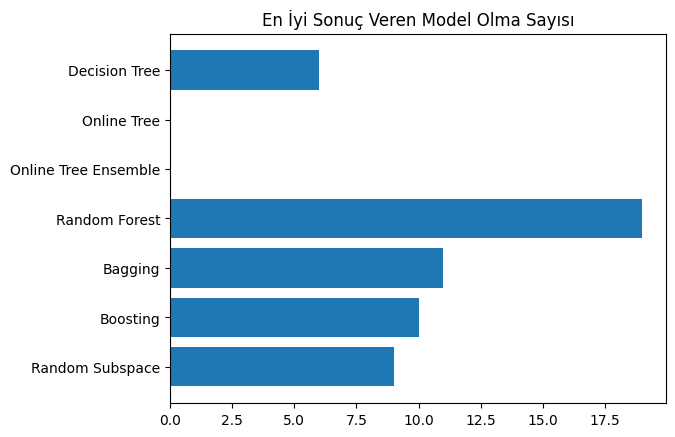 En İyi Sonuç Veren Model Olma Sayısı
Decision Tree
Online Tree
Online Tree Ensemble
Random Forest
Bagging
Boosting
Random Subspace
0.0 2.5 5.0 7.5 10.0 12.5 15.0 17.5